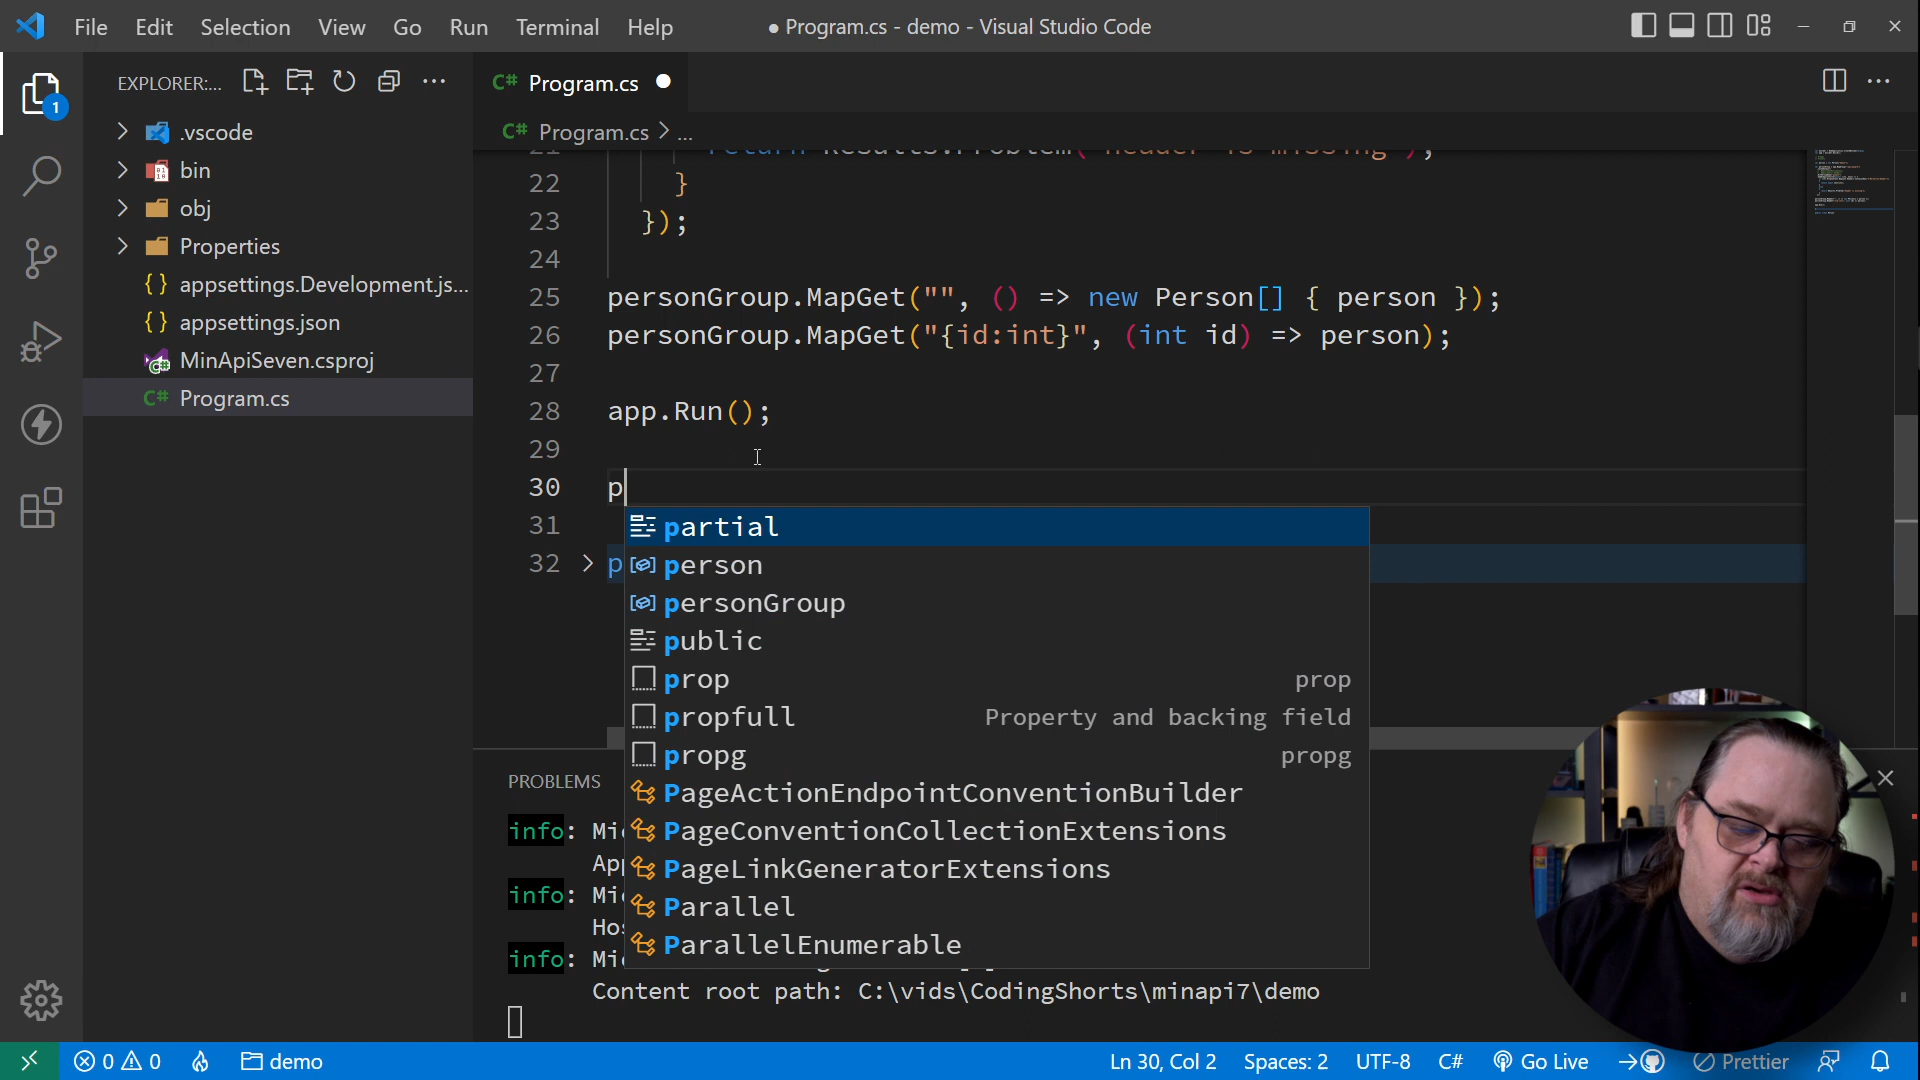 File Edit Selection View Go Run Terminal Help
● Program.cs - demo - Visual Studio Code
EXPLORER:...
1
.vscode
bin
obj
Properties
appsettings.Development.js...
appsettings.json
MinApiSeven.csproj
C# Program.cs
C# Program.cs ●
C# Program.cs > ...
21 return Results.Problem("header is missing");
22 }
23 });
24
25 personGroup.MapGet("", () => new Person[] { person });
26 personGroup.MapGet("{id:int}", (int id) => person);
27
28 app.Run();
29
30 p
31
32 > p
partial
person
personGroup
public
prop prop
propfull Property and backing field
propg propg
PageActionEndpointConventionBuilder
PageConventionCollectionExtensions
PageLinkGeneratorExtensions
Parallel
ParallelEnumerable
PROBLEMS
info: Mi
App
info: Mi
Hos
info: Mi
Content root path: C:\vids\CodingShorts\minapi7\demo
0 0 demo Ln 30, Col 2 Spaces: 2 UTF-8 C# Go Live Prettier